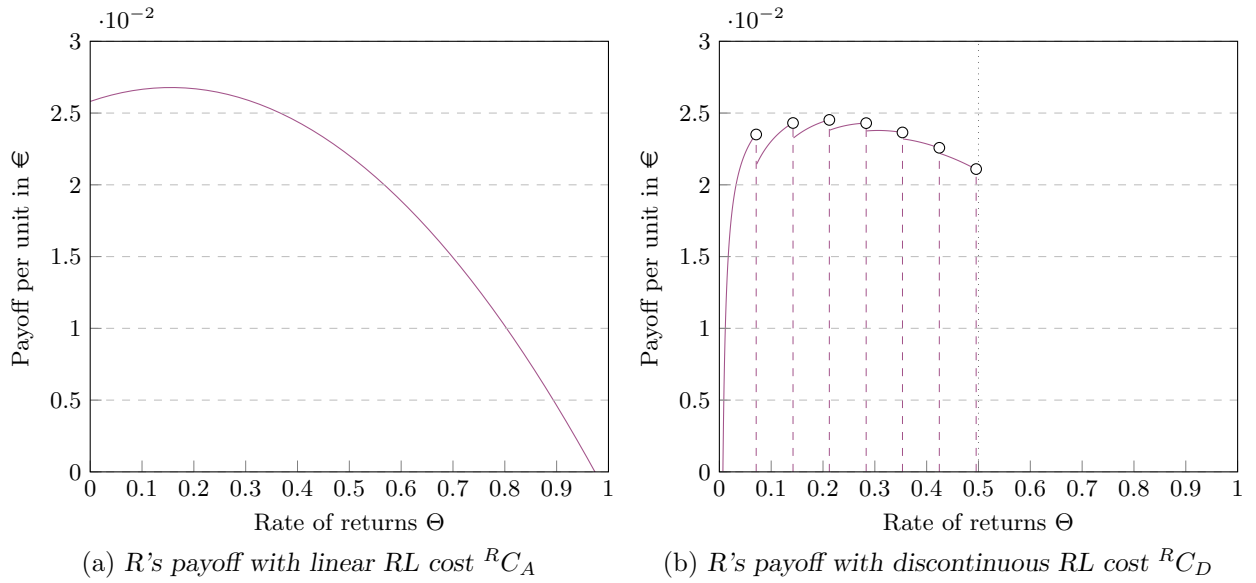 ·10⁻²
3
2.5
2
1.5
1
0.5
0
Payoff per unit in €
0 0.1 0.2 0.3 0.4 0.5 0.6 0.7 0.8 0.9 1
Rate of returns Θ
(a) R's payoff with linear RL cost ᴿC_A
·10⁻²
3
2.5
2
1.5
1
0.5
0
Payoff per unit in €
0 0.1 0.2 0.3 0.4 0.5 0.6 0.7 0.8 0.9 1
Rate of returns Θ
(b) R's payoff with discontinuous RL cost ᴿC_D